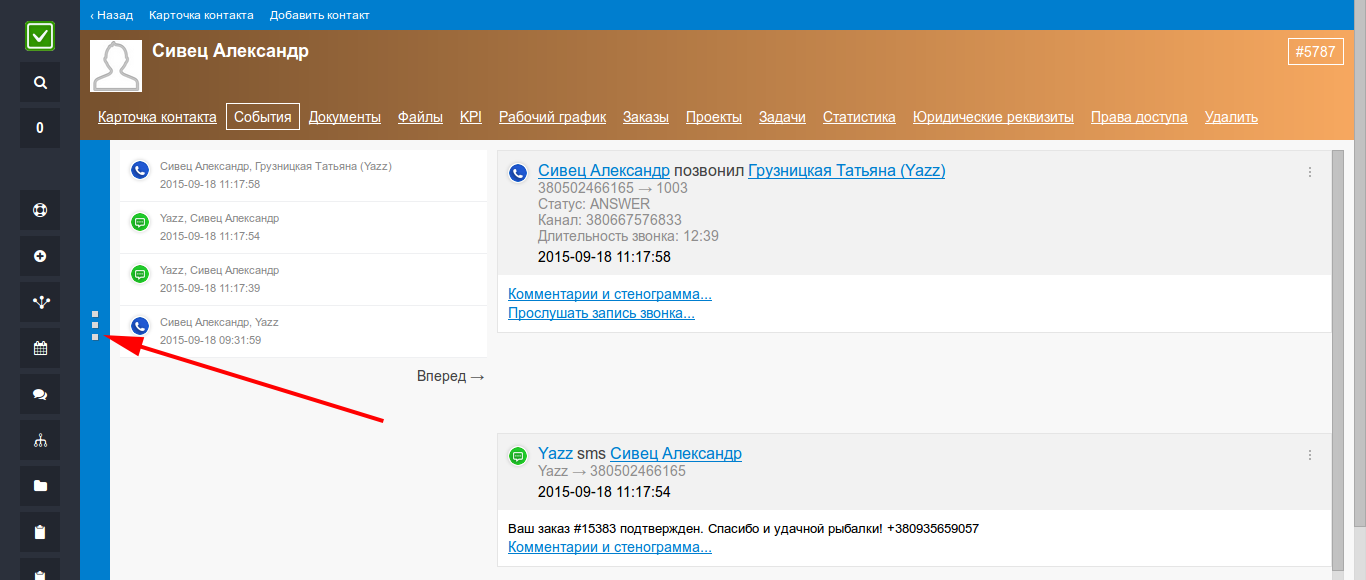 ‹ Назад Карточка контакта Добавить контакт
Сивец Александр
#5787
0
Карточка контакта События Документы Файлы KPI Рабочий график Заказы Проекты Задачи Статистика Юридические реквизиты Права доступа Удалить
Сивец Александр, Грузницкая Татьяна (Yazz)
2015-09-18 11:17:58
Yazz, Сивец Александр
2015-09-18 11:17:54
Yazz, Сивец Александр
2015-09-18 11:17:39
Сивец Александр, Yazz
2015-09-18 09:31:59
Вперед →
Сивец Александр позвонил Грузницкая Татьяна (Yazz)
380502466165 → 1003
Статус: ANSWER
Канал: 380667576833
Длительность звонка: 12:39
2015-09-18 11:17:58
Комментарии и стенограмма...
Прослушать запись звонка...
Yazz sms Сивец Александр
Yazz → 380502466165
2015-09-18 11:17:54
Ваш заказ #15383 подтвержден. Спасибо и удачной рыбалки! +380935659057
Комментарии и стенограмма...